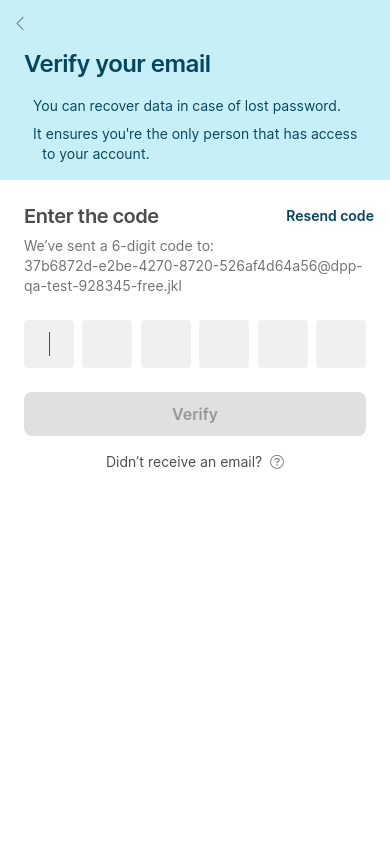 Verify your email
You can recover data in case of lost password.
It ensures you're the only person that has access
to your account.
Enter the code
Resend code
We’ve sent a 6-digit code to:
37b6872d-e2be-4270-8720-526af4d64a56@dpp-
qa-test-928345-free.jkl
Verify
Didn’t receive an email? ?